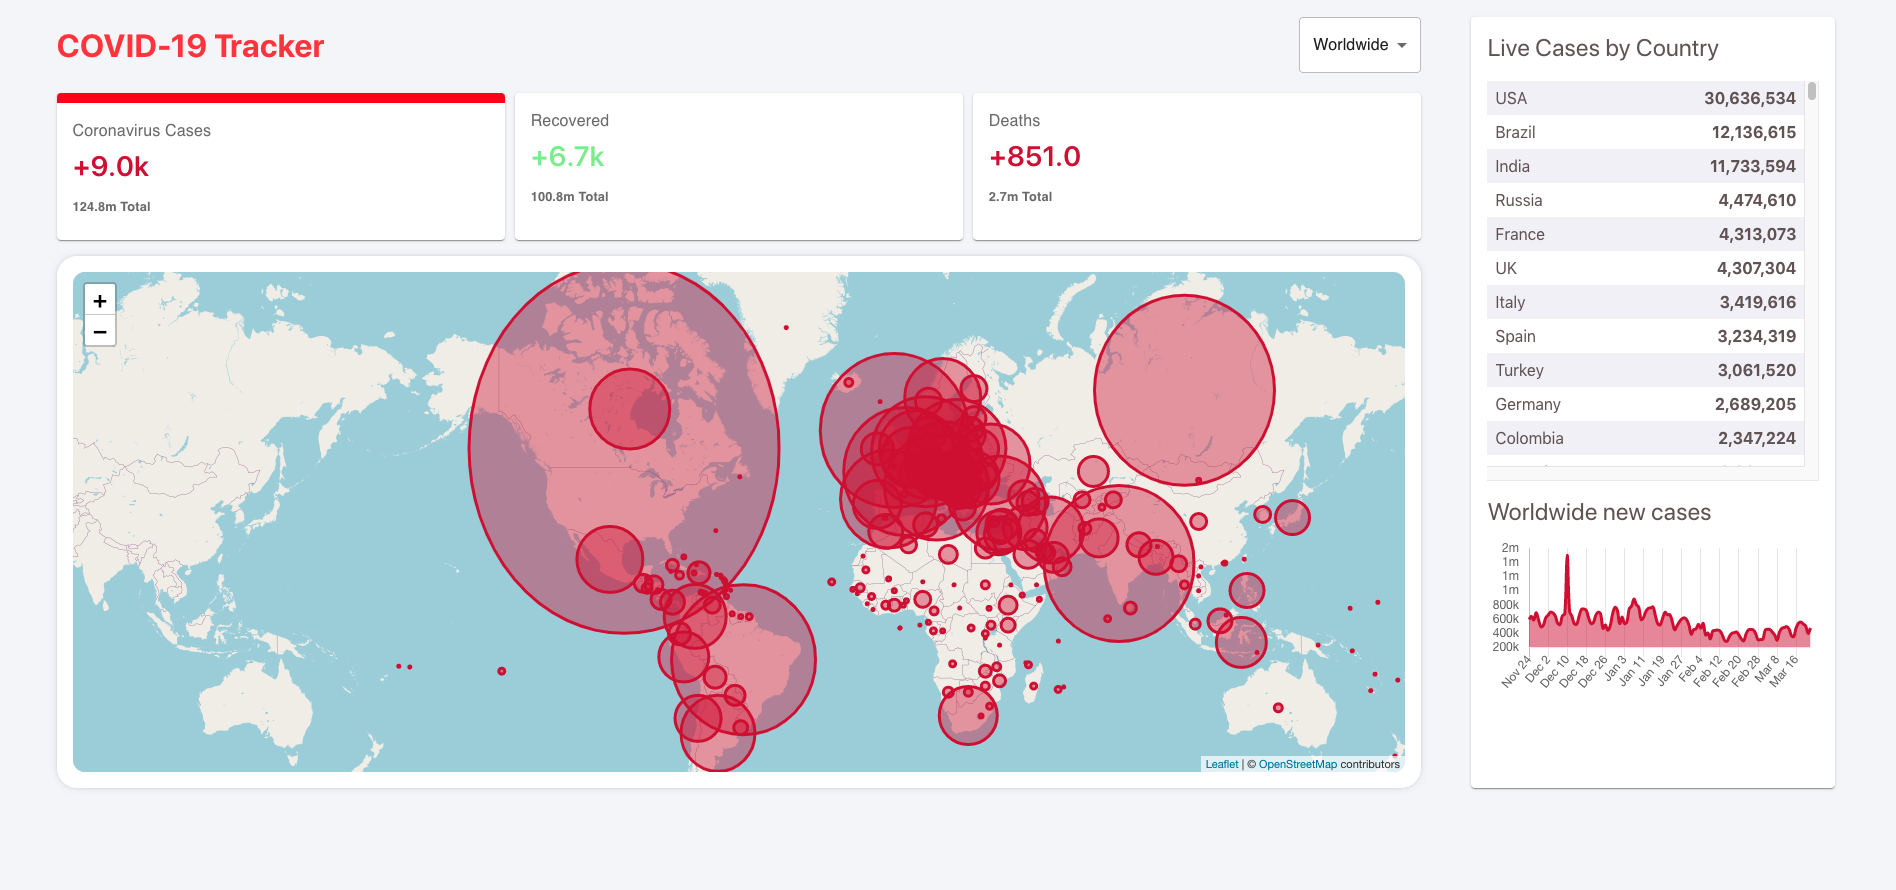 COVID-19 Tracker
Worldwide
Coronavirus Cases
+9.0k
124.8m Total
Recovered
+6.7k
100.8m Total
Deaths
+851.0
2.7m Total
+
−
Leaflet | © OpenStreetMap contributors
Live Cases by Country
USA 30,636,534
Brazil 12,136,615
India 11,733,594
Russia 4,474,610
France 4,313,073
UK 4,307,304
Italy 3,419,616
Spain 3,234,319
Turkey 3,061,520
Germany 2,689,205
Colombia 2,347,224
Worldwide new cases
2m
1m
1m
1m
800k
600k
400k
200k
Nov 24 Dec 2 Dec 10 Dec 18 Dec 26 Jan 3 Jan 11 Jan 19 Jan 27 Feb 4 Feb 12 Feb 20 Feb 28 Mar 8 Mar 16